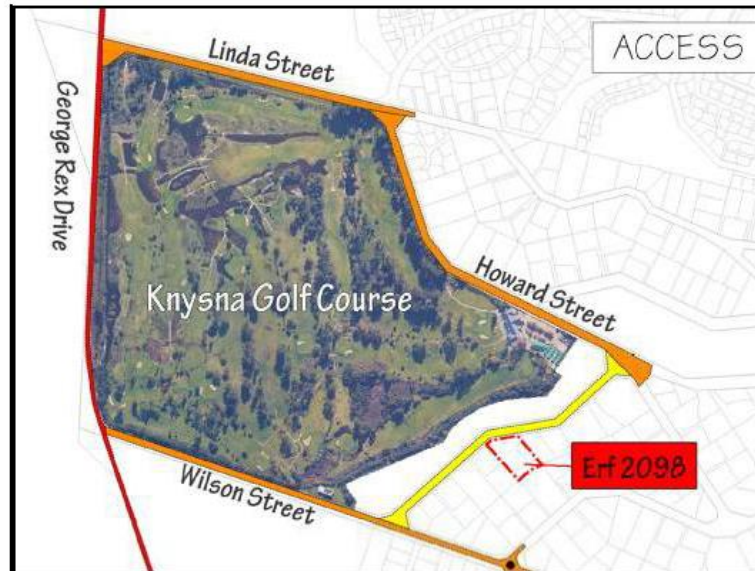 ACCESS
Linda Street
George Rex Drive
Knysna Golf Course
Howard Street
Erf 2098
Wilson Street